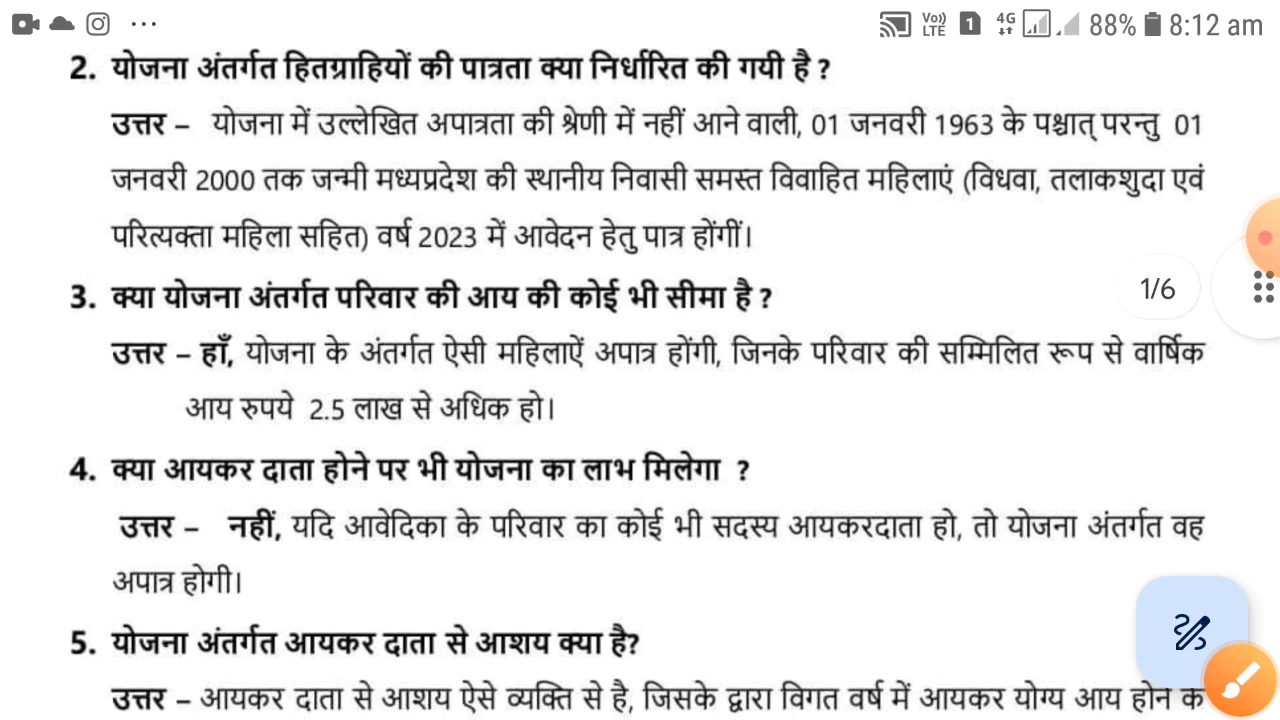 Vo)) LTE 1 4G 88% 8:12 am
2. योजना अंतर्गत हितग्राहियों की पात्रता क्या निर्धारित की गयी है ?
उत्तर – योजना में उल्लेखित अपात्रता की श्रेणी में नहीं आने वाली, 01 जनवरी 1963 के पश्चात् परन्तु 01
जनवरी 2000 तक जन्मी मध्यप्रदेश की स्थानीय निवासी समस्त विवाहित महिलाएं (विधवा, तलाकशुदा एवं
परित्यक्ता महिला सहित) वर्ष 2023 में आवेदन हेतु पात्र होंगीं।
3. क्या योजना अंतर्गत परिवार की आय की कोई भी सीमा है ?
1/6
उत्तर – हाँ, योजना के अंतर्गत ऐसी महिलाऐं अपात्र होंगी, जिनके परिवार की सम्मिलित रूप से वार्षिक
आय रुपये 2.5 लाख से अधिक हो।
4. क्या आयकर दाता होने पर भी योजना का लाभ मिलेगा ?
उत्तर – नहीं, यदि आवेदिका के परिवार का कोई भी सदस्य आयकरदाता हो, तो योजना अंतर्गत वह
अपात्र होगी।
5. योजना अंतर्गत आयकर दाता से आशय क्या है?
उत्तर – आयकर दाता से आशय ऐसे व्यक्ति से है, जिसके द्वारा विगत वर्ष में आयकर योग्य आय होने के